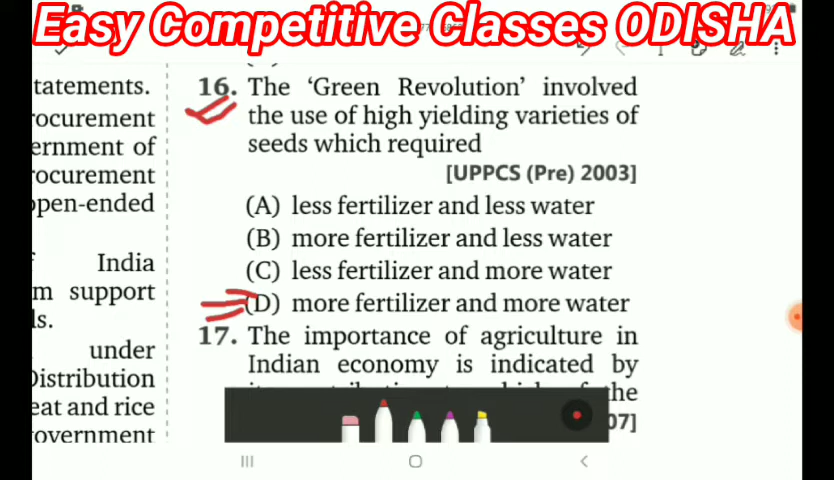 Easy Competitive Classes ODISHA
tatements.
rocurement
ernment of
rocurement
open-ended
India
m support
ls.
under
Distribution
eat and rice
overnment
16. The ‘Green Revolution’ involved
the use of high yielding varieties of
seeds which required
[UPPCS (Pre) 2003]
(A) less fertilizer and less water
(B) more fertilizer and less water
(C) less fertilizer and more water
(D) more fertilizer and more water
17. The importance of agriculture in
Indian economy is indicated by
the
07]